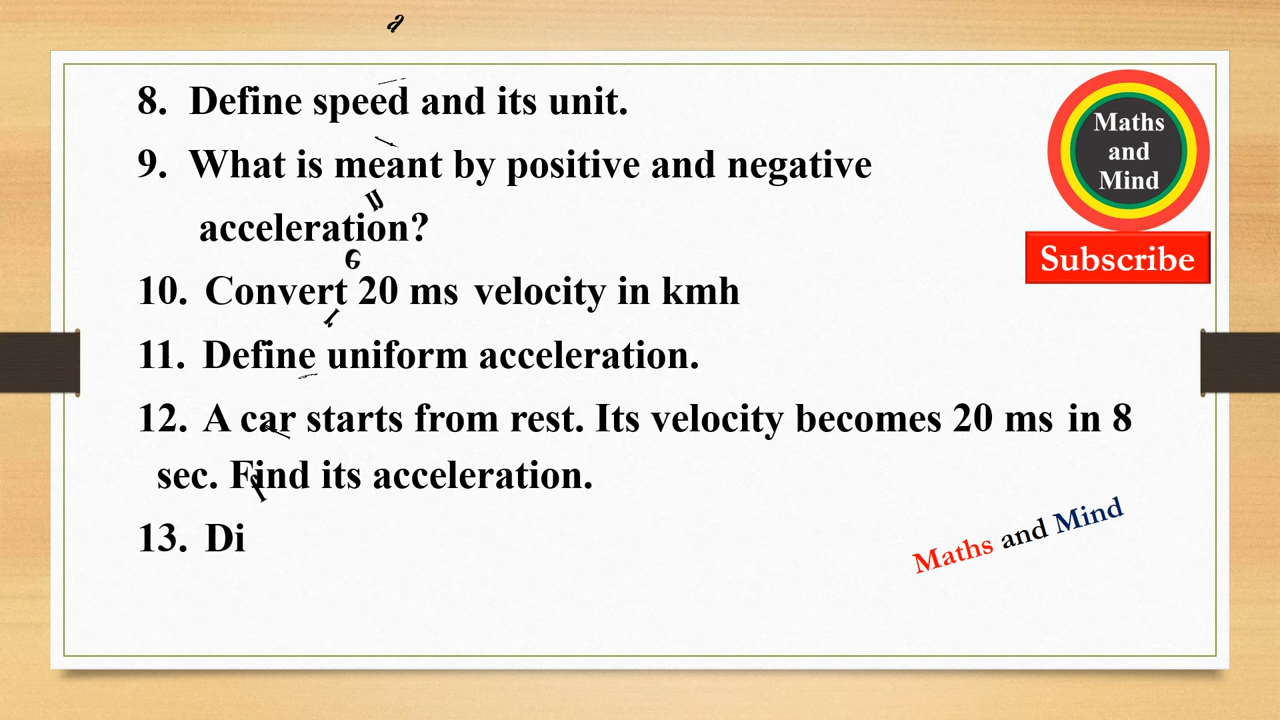 8. Define speed and its unit.
9. What is meant by positive and negative
acceleration?
10. Convert 20 ms velocity in kmh
11. Define uniform acceleration.
12. A car starts from rest. Its velocity becomes 20 ms in 8
sec. Find its acceleration.
13. Di
Maths
and
Mind
Subscribe
Maths and Mind